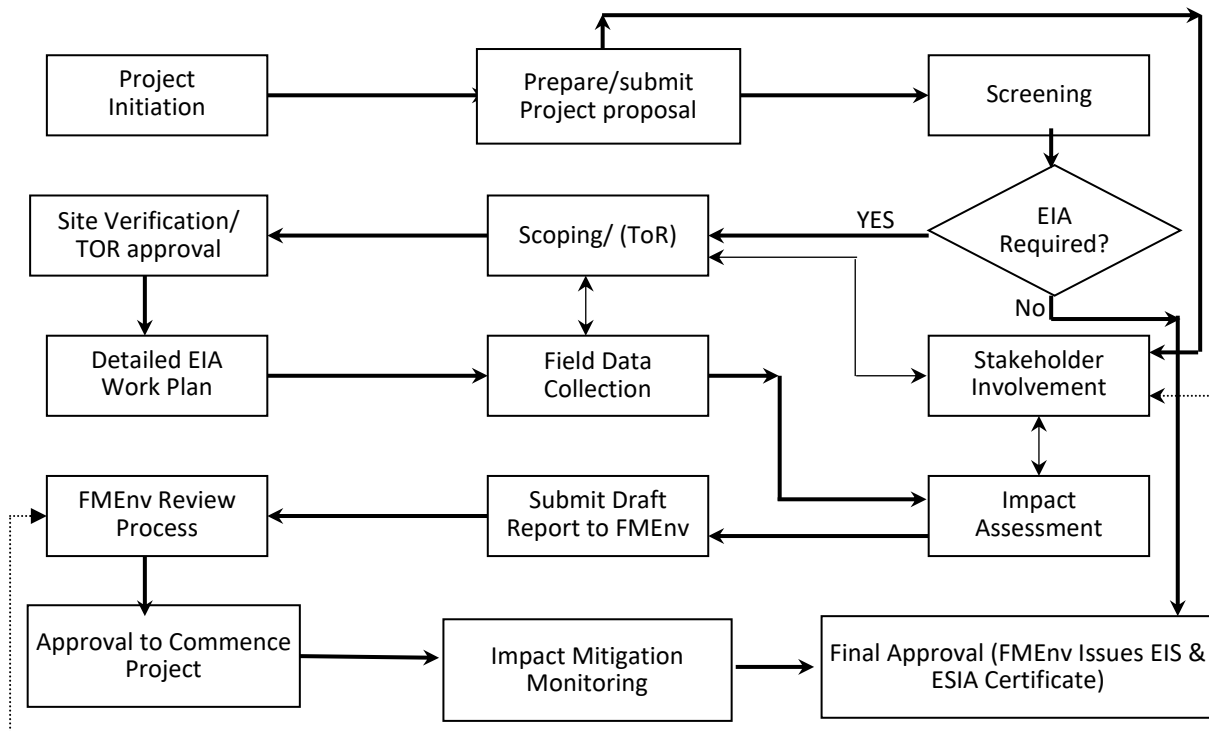 Project
Initiation
Prepare/submit
Project proposal
Screening
Site Verification/
TOR approval
Scoping/ (ToR)
YES
EIA
Required?
No
Detailed EIA
Work Plan
Field Data
Collection
Stakeholder
Involvement
FMEnv Review
Process
Submit Draft
Report to FMEnv
Impact
Assessment
Approval to Commence
Project
Impact Mitigation
Monitoring
Final Approval (FMEnv Issues EIS &
ESIA Certificate)